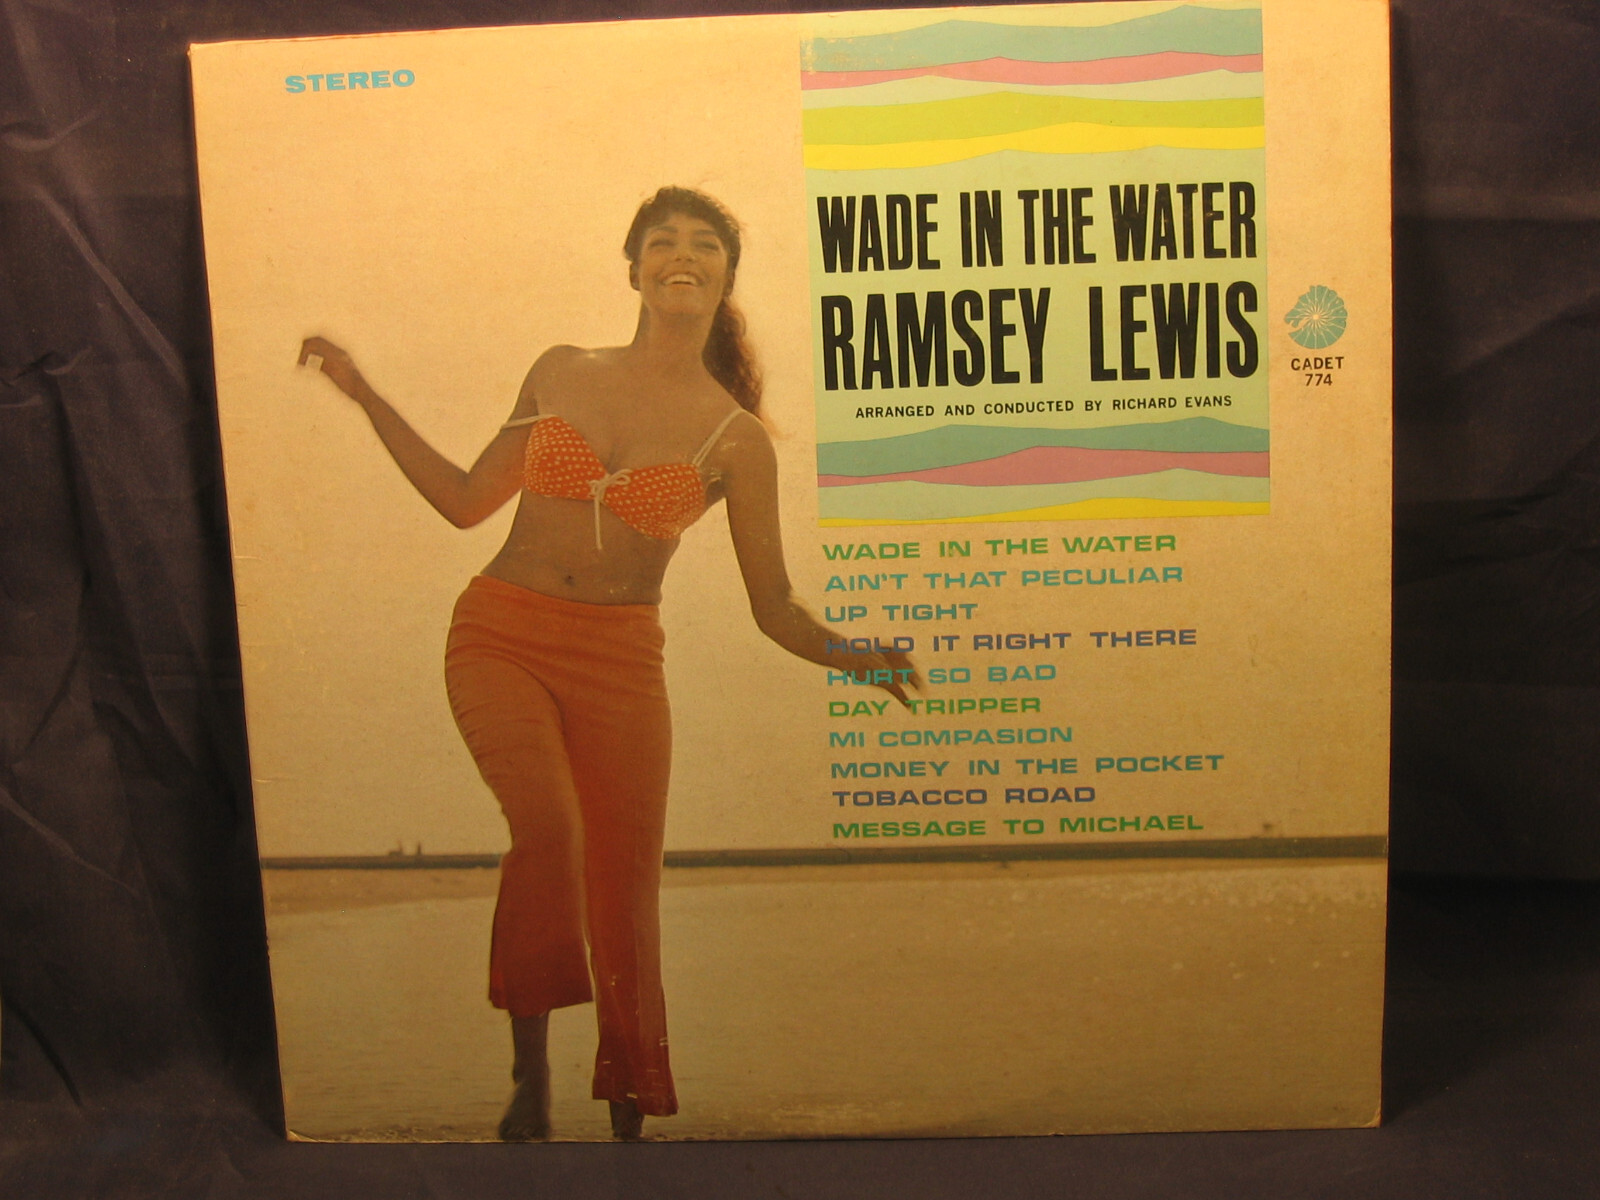 STEREO
WADE IN THE WATER
RAMSEY LEWIS
ARRANGED AND CONDUCTED BY RICHARD EVANS
CADET
774
WADE IN THE WATER
AIN'T THAT PECULIAR
UP TIGHT
HOLD IT RIGHT THERE
HURT SO BAD
DAY TRIPPER
MI COMPASION
MONEY IN THE POCKET
TOBACCO ROAD
MESSAGE TO MICHAEL